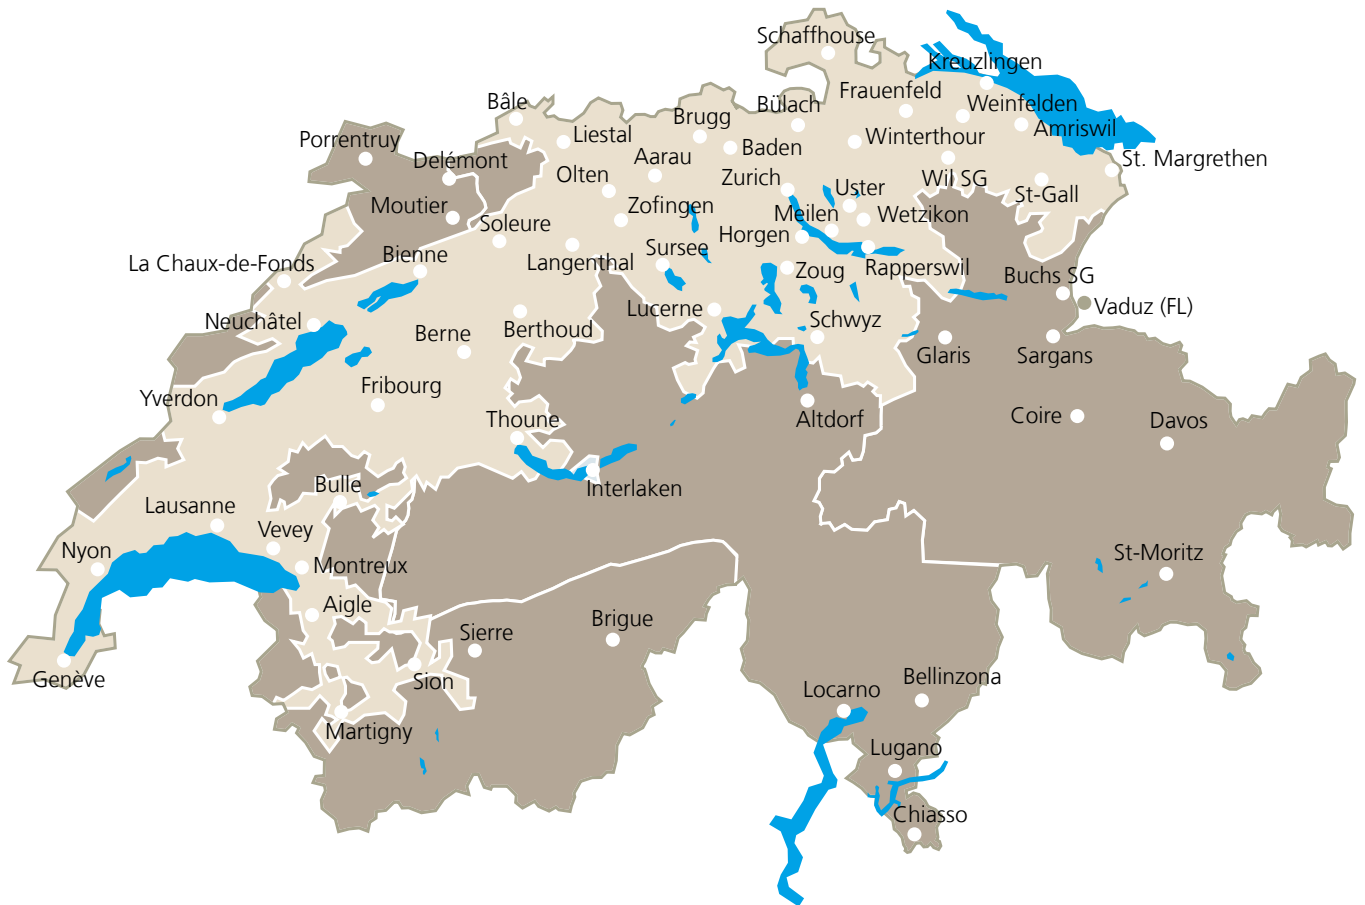 Schaffhouse
Kreuzlingen
Frauenfeld
Bâle
Bülach
Weinfelden
Brugg
Amriswil
Porrentruy
Liestal
Winterthour
Baden
Delémont
Aarau
St. Margrethen
Olten
Zurich
Wil SG
Uster
St-Gall
Moutier
Zofingen
Meilen
Wetzikon
Soleure
Horgen
Sursee
Bienne
La Chaux-de-Fonds
Langenthal
Zoug
Rapperswil
Buchs SG
Vaduz (FL)
Lucerne
Neuchâtel
Schwyz
Berthoud
Berne
Glaris
Sargans
Fribourg
Yverdon
Thoune
Altdorf
Coire
Davos
Bulle
Interlaken
Lausanne
Vevey
Nyon
St-Moritz
Montreux
Aigle
Brigue
Sierre
Genève
Sion
Bellinzona
Locarno
Martigny
Lugano
Chiasso